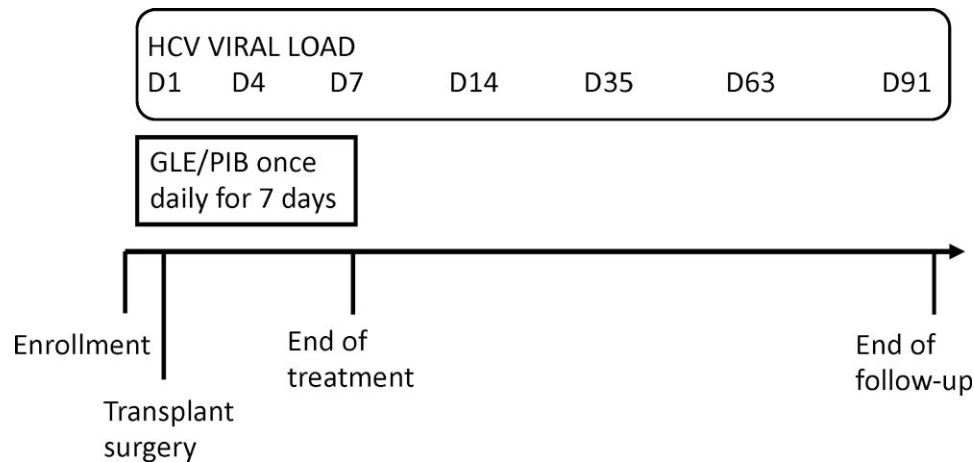 HCV VIRAL LOAD
D1 D4 D7 D14 D35 D63 D91
GLE/PIB once
daily for 7 days
Enrollment
Transplant
surgery
End of
treatment
End of
follow-up